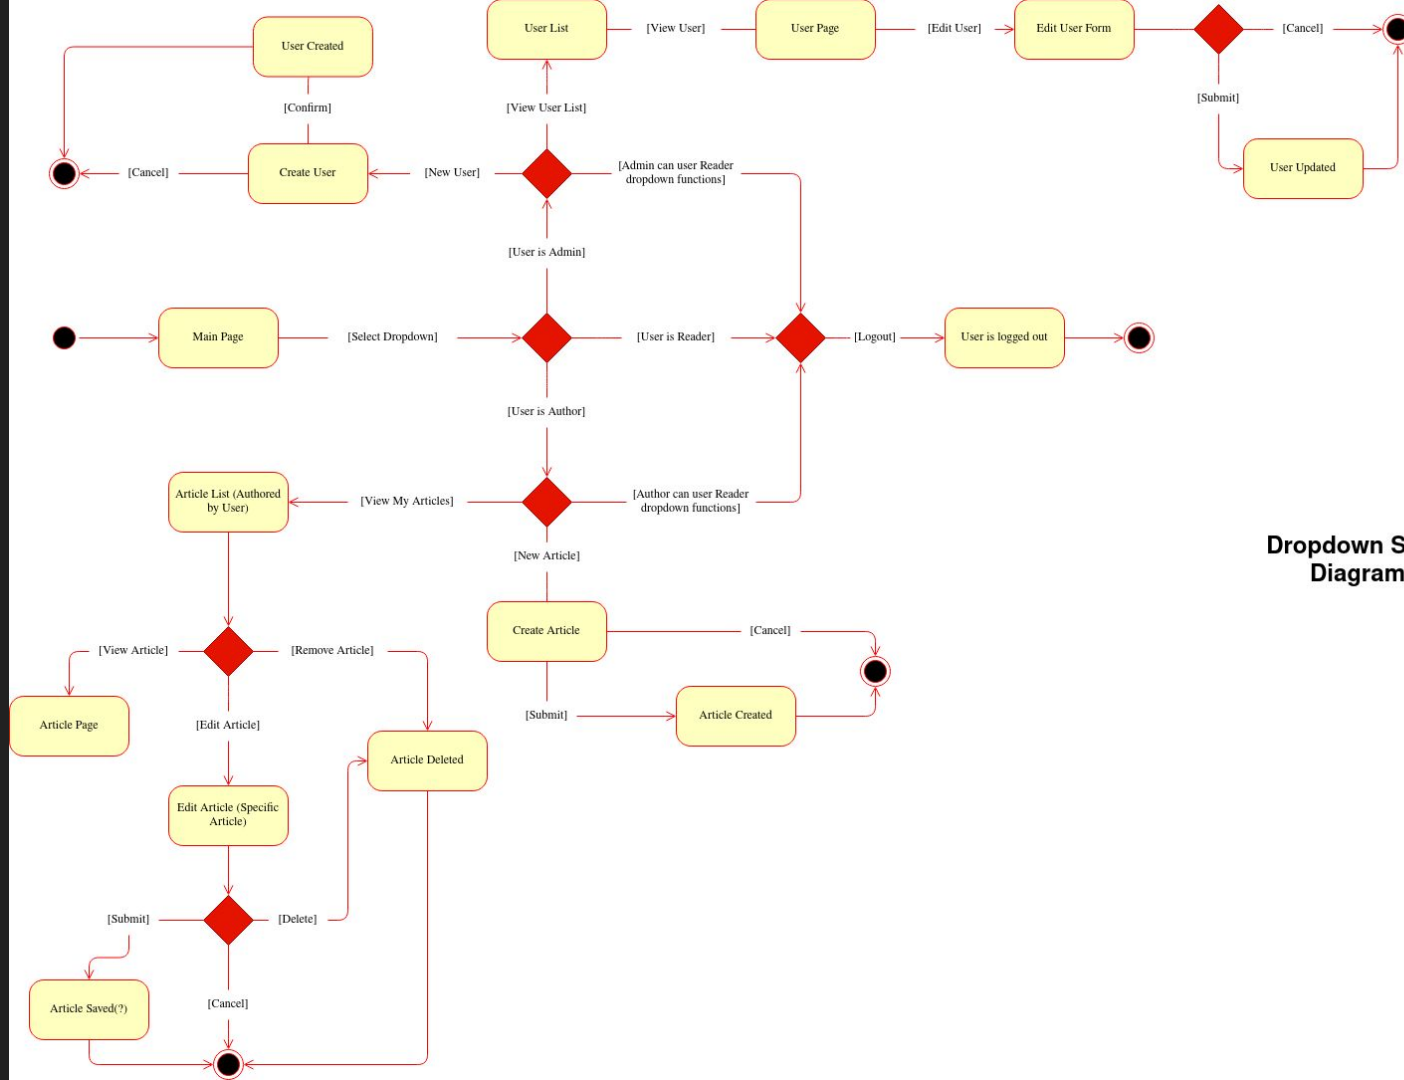 User List
[View User]
User Page
[Edit User]
Edit User Form
[Cancel]
User Created
[Confirm]
[View User List]
[Submit]
[Cancel]
Create User
[New User]
[Admin can user Reader
dropdown functions]
User Updated
[User is Admin]
Main Page
[Select Dropdown]
[User is Reader]
[Logout]
User is logged out
[User is Author]
Article List (Authored
by User)
[View My Articles]
[Author can user Reader
dropdown functions]
[New Article]
Dropdown S
Diagram
Create Article
[Cancel]
[View Article]
[Remove Article]
Article Page
[Edit Article]
[Submit]
Article Created
Article Deleted
Edit Article (Specific
Article)
[Submit]
[Delete]
Article Saved(?)
[Cancel]